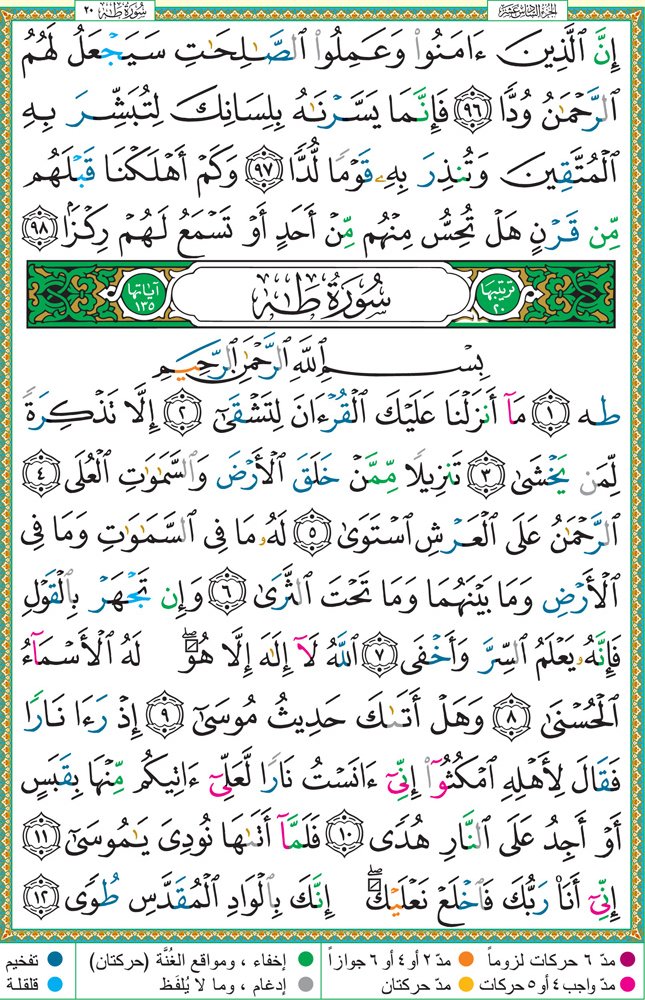 الجزء السادس عشر
سُورَةُ طٰهٰ ٢٠
إِنَّ ٱلَّذِينَ ءَامَنُوا۟ وَعَمِلُوا۟ ٱلصَّـٰلِحَـٰتِ سَيَجْعَلُ لَهُمُ
ٱلرَّحْمَـٰنُ وُدًّا ٩٦ فَإِنَّمَا يَسَّرْنَـٰهُ بِلِسَانِكَ لِتُبَشِّرَ بِهِ
ٱلْمُتَّقِينَ وَتُنذِرَ بِهِۦ قَوْمًا لُّدًّا ٩٧ وَكَمْ أَهْلَكْنَا قَبْلَهُم
مِّن قَرْنٍ هَلْ تُحِسُّ مِنْهُم مِّنْ أَحَدٍ أَوْ تَسْمَعُ لَهُمْ رِكْزًۢا ٩٨
ترتيبها ٢٠ سُورَةُ طٰهٰ آياتها ١٣٥
بِسْمِ ٱللَّهِ ٱلرَّحْمَـٰنِ ٱلرَّحِيمِ
طه ١ مَآ أَنزَلْنَا عَلَيْكَ ٱلْقُرْءَانَ لِتَشْقَىٰٓ ٢ إِلَّا تَذْكِرَةً
لِّمَن يَخْشَىٰ ٣ تَنزِيلًا مِّمَّنْ خَلَقَ ٱلْأَرْضَ وَٱلسَّمَـٰوَٰتِ ٱلْعُلَى ٤
ٱلرَّحْمَـٰنُ عَلَى ٱلْعَرْشِ ٱسْتَوَىٰ ٥ لَهُۥ مَا فِى ٱلسَّمَـٰوَٰتِ وَمَا فِى
ٱلْأَرْضِ وَمَا بَيْنَهُمَا وَمَا تَحْتَ ٱلثَّرَىٰ ٦ وَإِن تَجْهَرْ بِٱلْقَوْلِ
فَإِنَّهُۥ يَعْلَمُ ٱلسِّرَّ وَأَخْفَى ٧ ٱللَّهُ لَآ إِلَـٰهَ إِلَّا هُوَ ۖ لَهُ ٱلْأَسْمَآءُ
ٱلْحُسْنَىٰ ٨ وَهَلْ أَتَىٰكَ حَدِيثُ مُوسَىٰٓ ٩ إِذْ رَءَا نَارًا
فَقَالَ لِأَهْلِهِ ٱمْكُثُوٓا۟ إِنِّىٓ ءَانَسْتُ نَارًا لَّعَلِّىٓ ءَاتِيكُم مِّنْهَا بِقَبَسٍ
أَوْ أَجِدُ عَلَى ٱلنَّارِ هُدًى ١٠ فَلَمَّآ أَتَىٰهَا نُودِىَ يَـٰمُوسَىٰٓ ١١
إِنِّىٓ أَنَا۠ رَبُّكَ فَٱخْلَعْ نَعْلَيْكَ ۖ إِنَّكَ بِٱلْوَادِ ٱلْمُقَدَّسِ طُوًى ١٢
مدّ ٦ حركات لزوماً مدّ ٢ أو ٤ أو ٦ جوازاً إخفاء ، ومواقع الغُنَّة (حركتان) تفخيم
مدّ واجب ٤ أو ٥ حركات مدّ حركتان إدغام ، وما لا يُلفَظ قلقلة